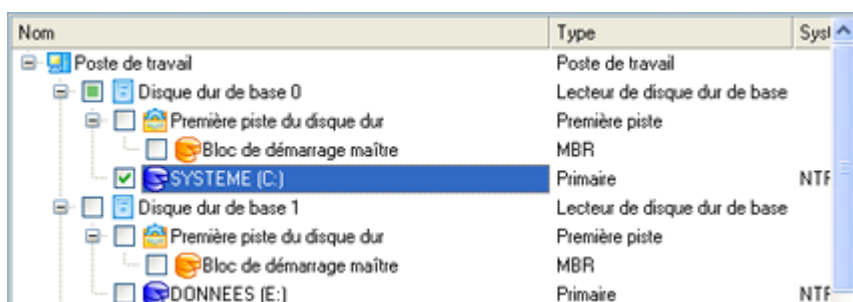 Nom Type Syst
Poste de travail Poste de travail
Disque dur de base 0 Lecteur de disque dur de base
Première piste du disque dur Première piste
Bloc de démarrage maître MBR
SYSTEME (C:) Primaire NTF
Disque dur de base 1 Lecteur de disque dur de base
Première piste du disque dur Première piste
Bloc de démarrage maître MBR
DONNEES (E:) Primaire NTF